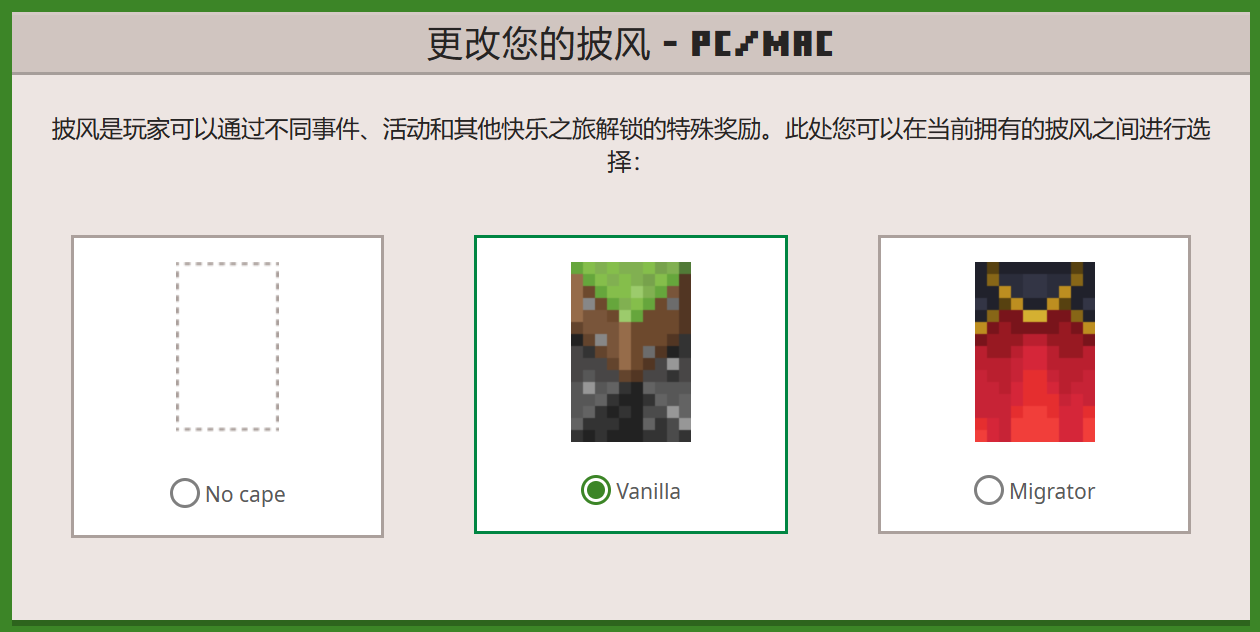 更改您的披风 - PC/MAC
披风是玩家可以通过不同事件、活动和其他快乐之旅解锁的特殊奖励。此处您可以在当前拥有的披风之间进行选
择：
No cape
Vanilla
Migrator